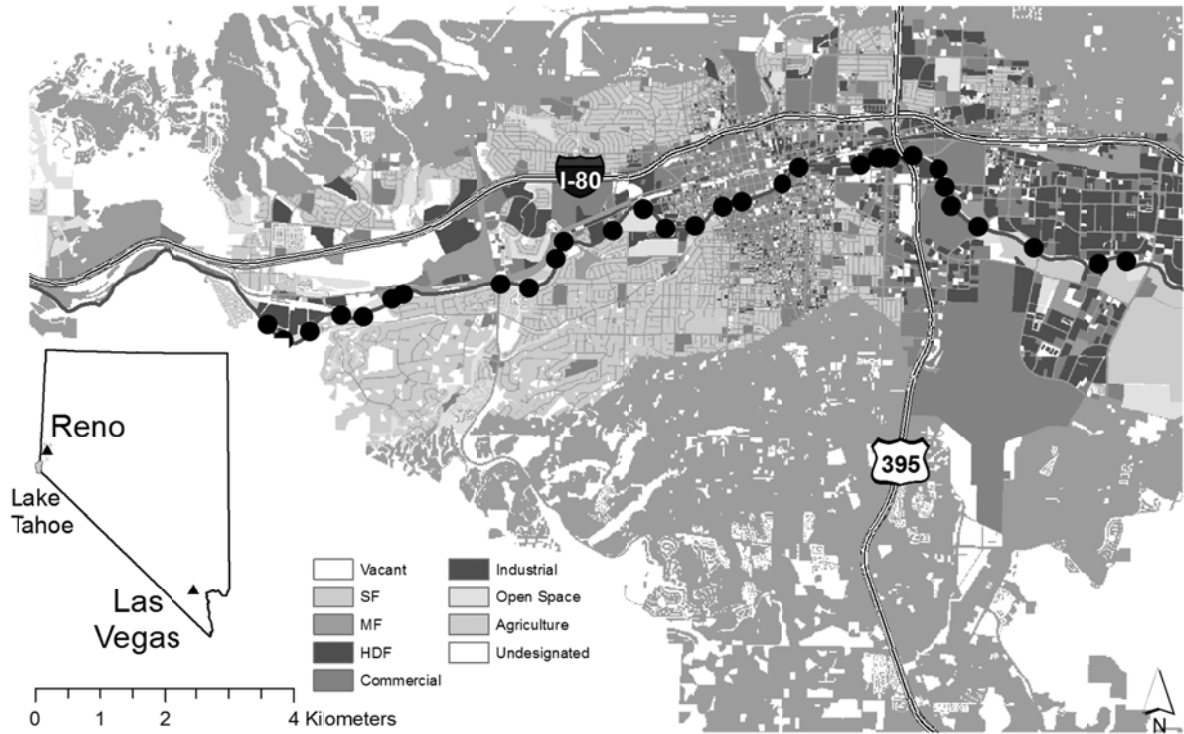 I-80
395
Reno
Lake
Tahoe
Las
Vegas
Vacant
SF
MF
HDF
Commercial
Industrial
Open Space
Agriculture
Undesignated
0 1 2 4 Kilometers
N